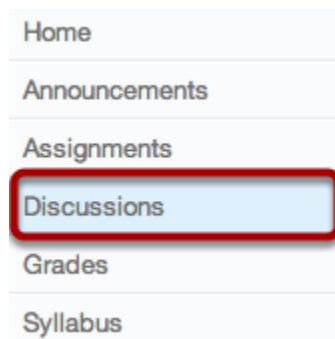 Home
Announcements
Assignments
Discussions
Grades
Syllabus